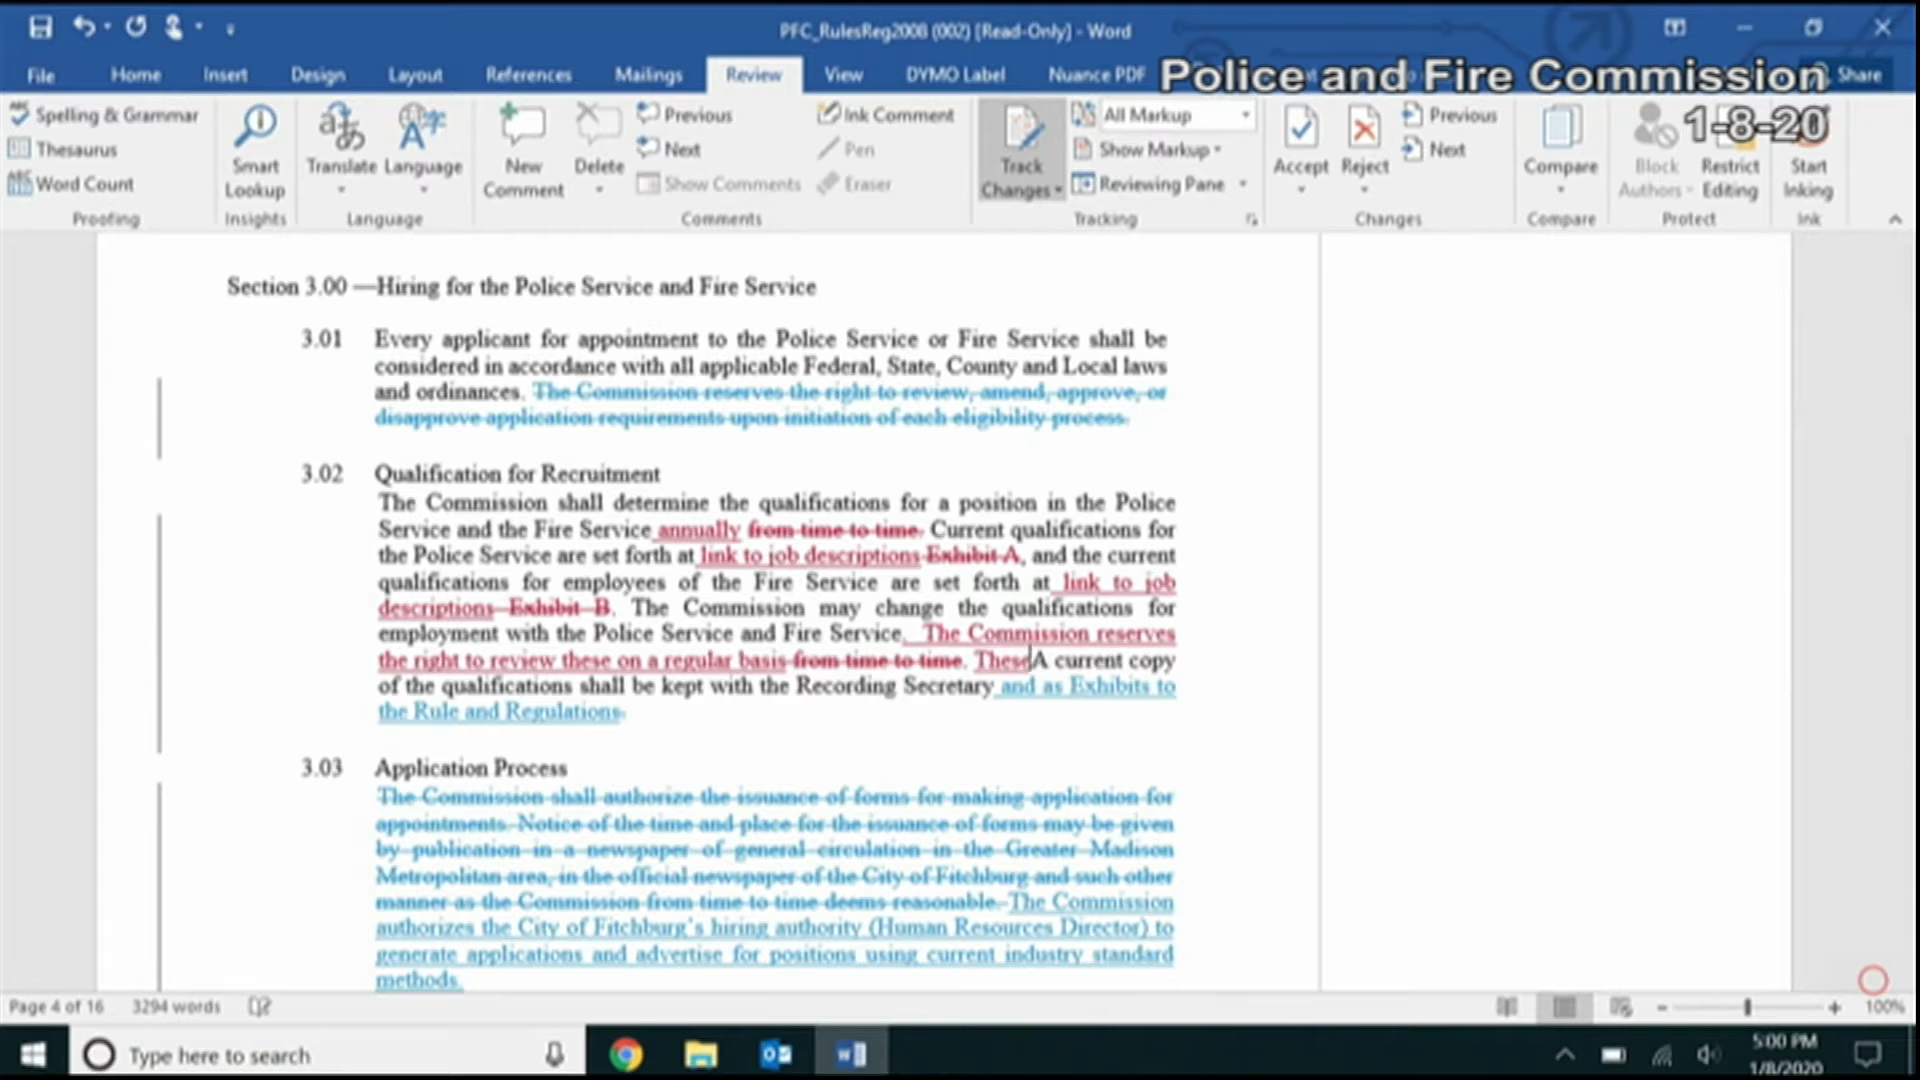 PFC_RulesReg2008 (002) [Read-Only] - Word
File Home Insert Design Layout References Mailings Review View DYMO Label Nuance PDF Share
Police and Fire Commission
1-8-20
Spelling & Grammar
Thesaurus
Word Count
Proofing
Smart
Lookup
Insights
Translate Language
Language
New
Comment
Delete
Previous
Next
Show Comments
Ink Comment
Pen
Eraser
Comments
Track
Changes
All Markup
Show Markup
Reviewing Pane
Tracking
Accept Reject
Previous
Next
Changes
Compare
Compare
Block
Authors
Restrict
Editing
Protect
Start
Inking
Ink
Section 3.00 —Hiring for the Police Service and Fire Service
3.01 Every applicant for appointment to the Police Service or Fire Service shall be
considered in accordance with all applicable Federal, State, County and Local laws
and ordinances. The Commission reserves the right to review, amend, approve, or
disapprove application requirements upon initiation of each eligibility process.
3.02 Qualification for Recruitment
The Commission shall determine the qualifications for a position in the Police
Service and the Fire Service annually from time to time. Current qualifications for
the Police Service are set forth at link to job descriptions Exhibit A, and the current
qualifications for employees of the Fire Service are set forth at link to job
descriptions Exhibit B. The Commission may change the qualifications for
employment with the Police Service and Fire Service. The Commission reserves
the right to review these on a regular basis from time to time. TheseA current copy
of the qualifications shall be kept with the Recording Secretary and as Exhibits to
the Rule and Regulations.
3.03 Application Process
The Commission shall authorize the issuance of forms for making application for
appointments. Notice of the time and place for the issuance of forms may be given
by publication in a newspaper of general circulation in the Greater Madison
Metropolitan area, in the official newspaper of the City of Fitchburg and such other
manner as the Commission from time to time deems reasonable. The Commission
authorizes the City of Fitchburg's hiring authority (Human Resources Director) to
generate applications and advertise for positions using current industry standard
methods.
Page 4 of 16 3294 words 100%
Type here to search
5:00 PM
1/8/2020